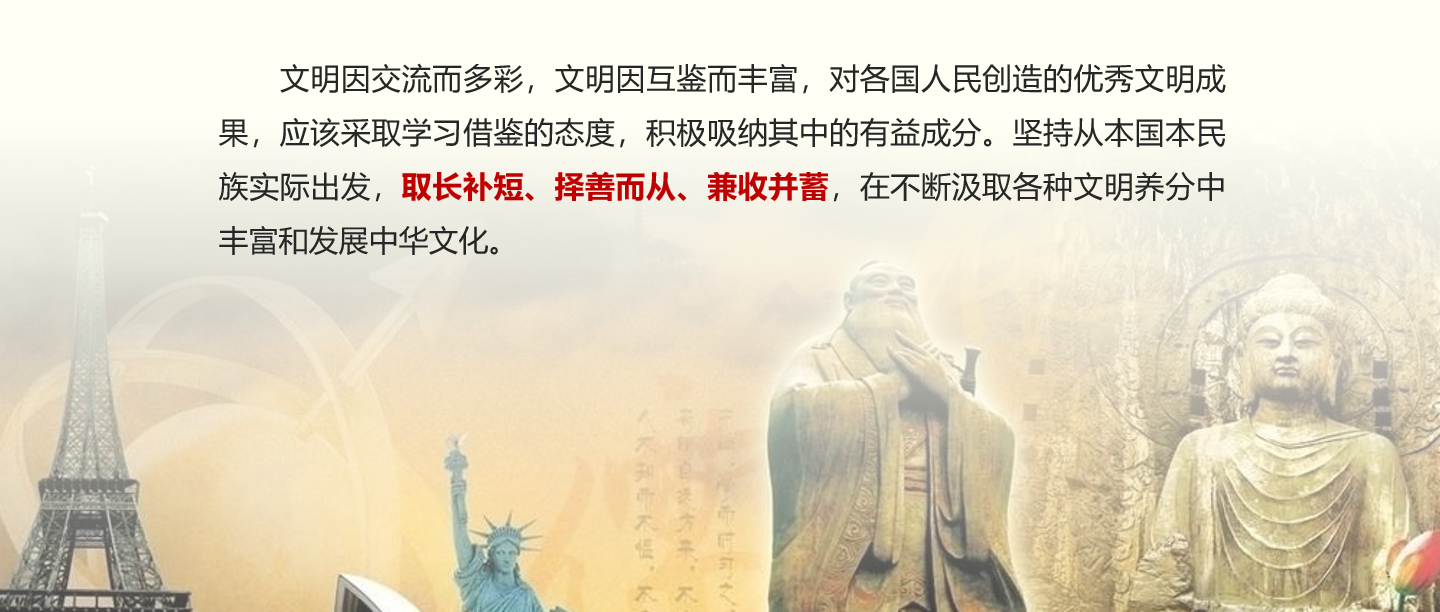 文明因交流而多彩，文明因互鉴而丰富，对各国人民创造的优秀文明成
果，应该采取学习借鉴的态度，积极吸纳其中的有益成分。坚持从本国本民
族实际出发，取长补短、择善而从、兼收并蓄，在不断汲取各种文明养分中
丰富和发展中华文化。